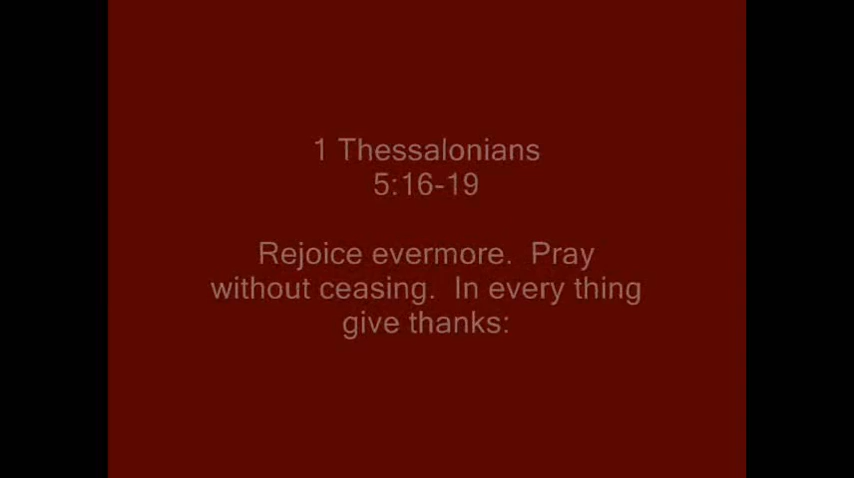 1 Thessalonians
5:16-19
Rejoice evermore.  Pray
without ceasing.  In every thing
give thanks: